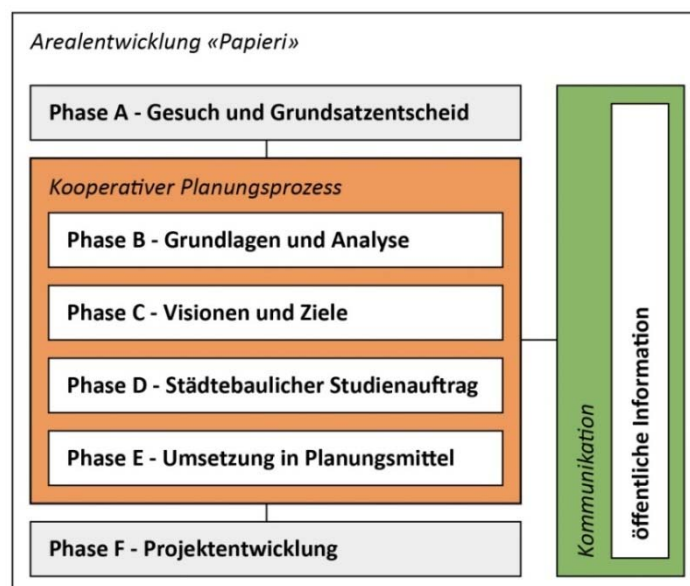 Arealentwicklung «Papieri»
Phase A - Gesuch und Grundsatzentscheid
Kooperativer Planungsprozess
Phase B - Grundlagen und Analyse
Phase C - Visionen und Ziele
Phase D - Städtebaulicher Studienauftrag
Phase E - Umsetzung in Planungsmittel
Phase F - Projektentwicklung
Kommunikation
öffentliche Information